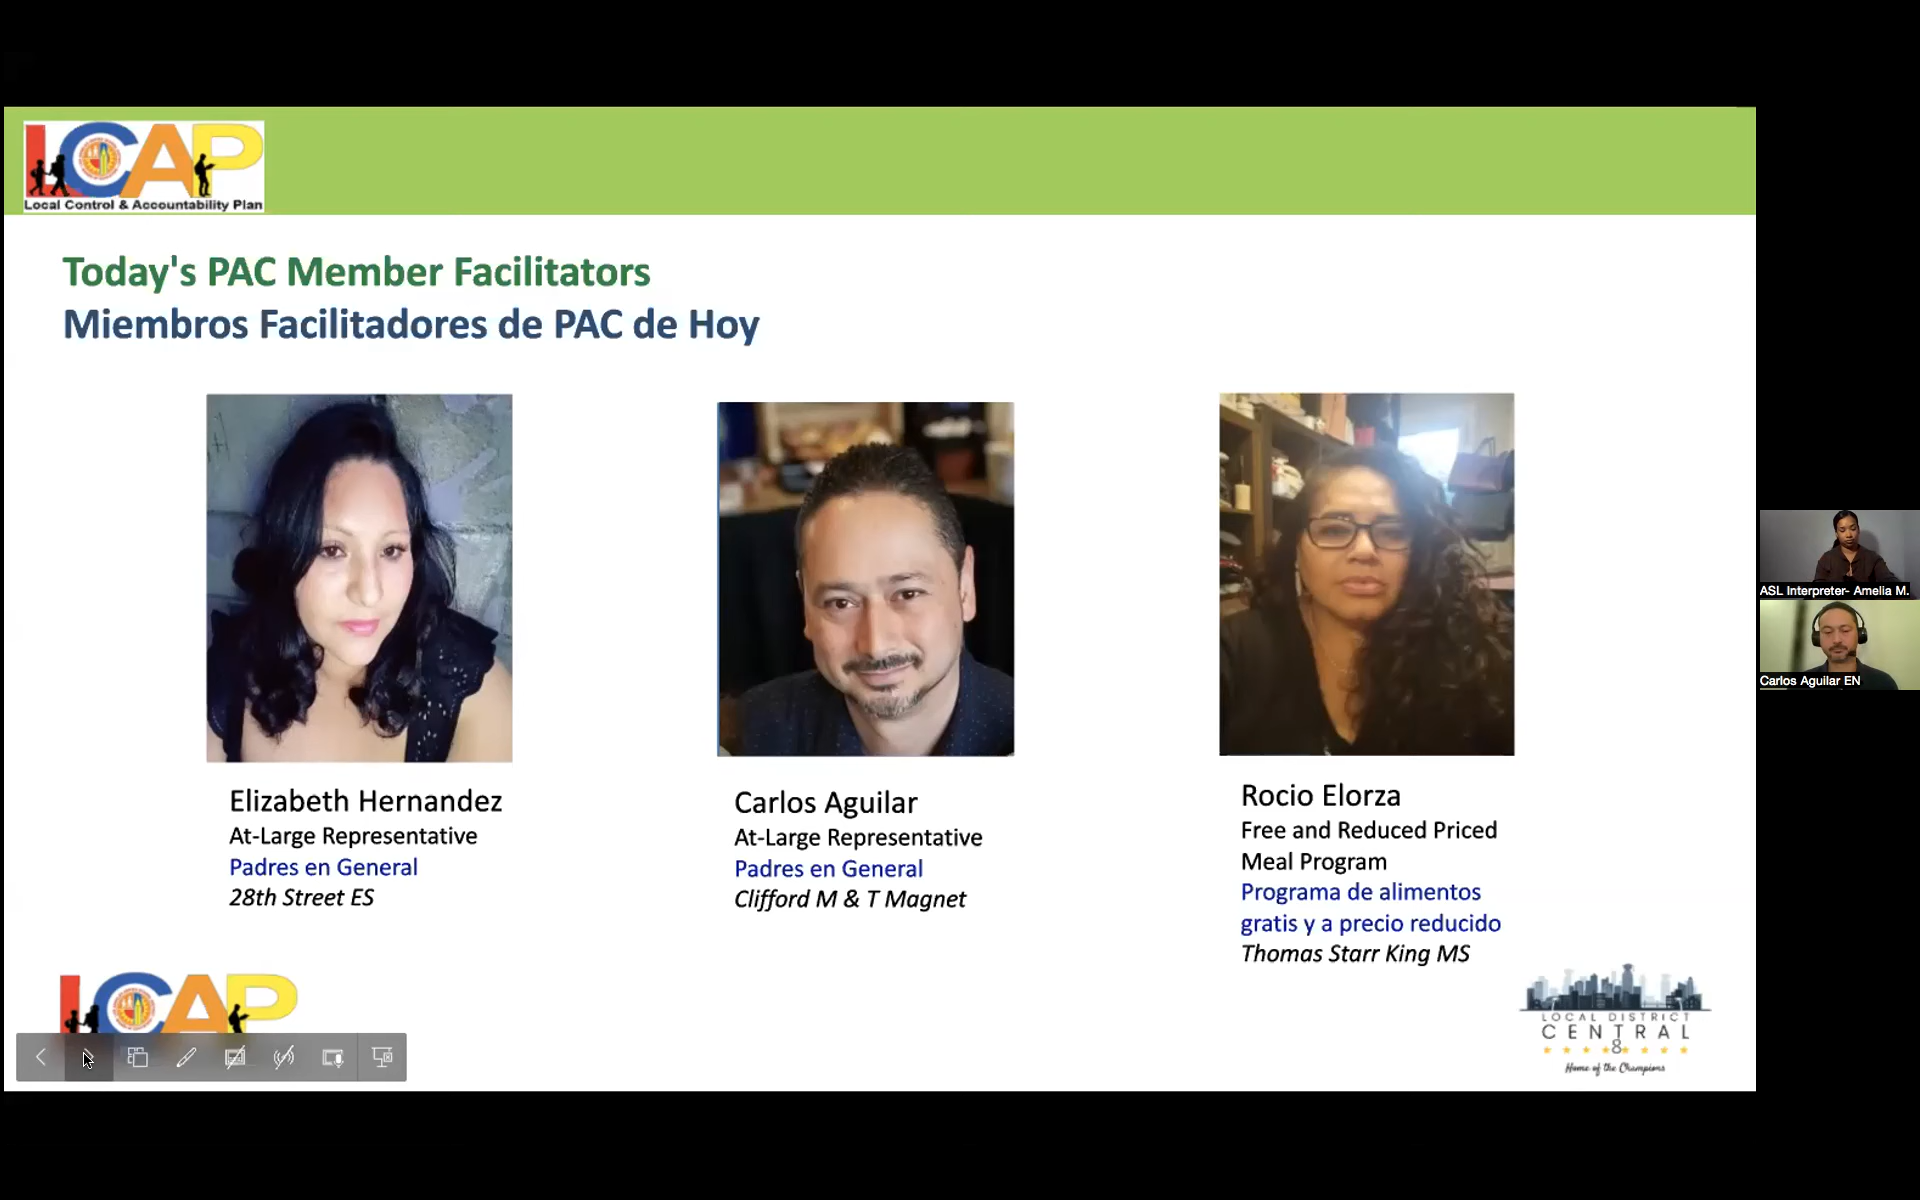 LCAP
Local Control & Accountability Plan
Today's PAC Member Facilitators
Miembros Facilitadores de PAC de Hoy
Elizabeth Hernandez
At-Large Representative
Padres en General
28th Street ES
Carlos Aguilar
At-Large Representative
Padres en General
Clifford M & T Magnet
Rocio Elorza
Free and Reduced Priced
Meal Program
Programa de alimentos
gratis y a precio reducido
Thomas Starr King MS
LCAP
LOCAL DISTRICT
CENTRAL
8
Home of the Champions
ASL Interpreter- Amelia M.
Carlos Aguilar EN